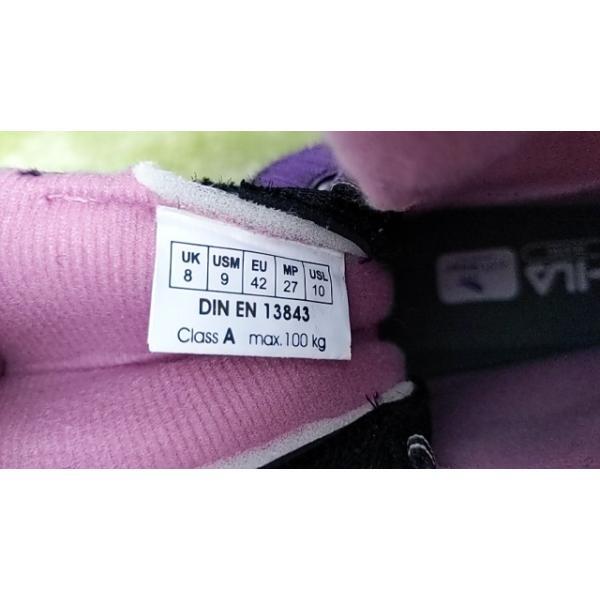 UK USM EU MP USL
8 9 42 27 10
DIN EN 13843
Class A max. 100 kg